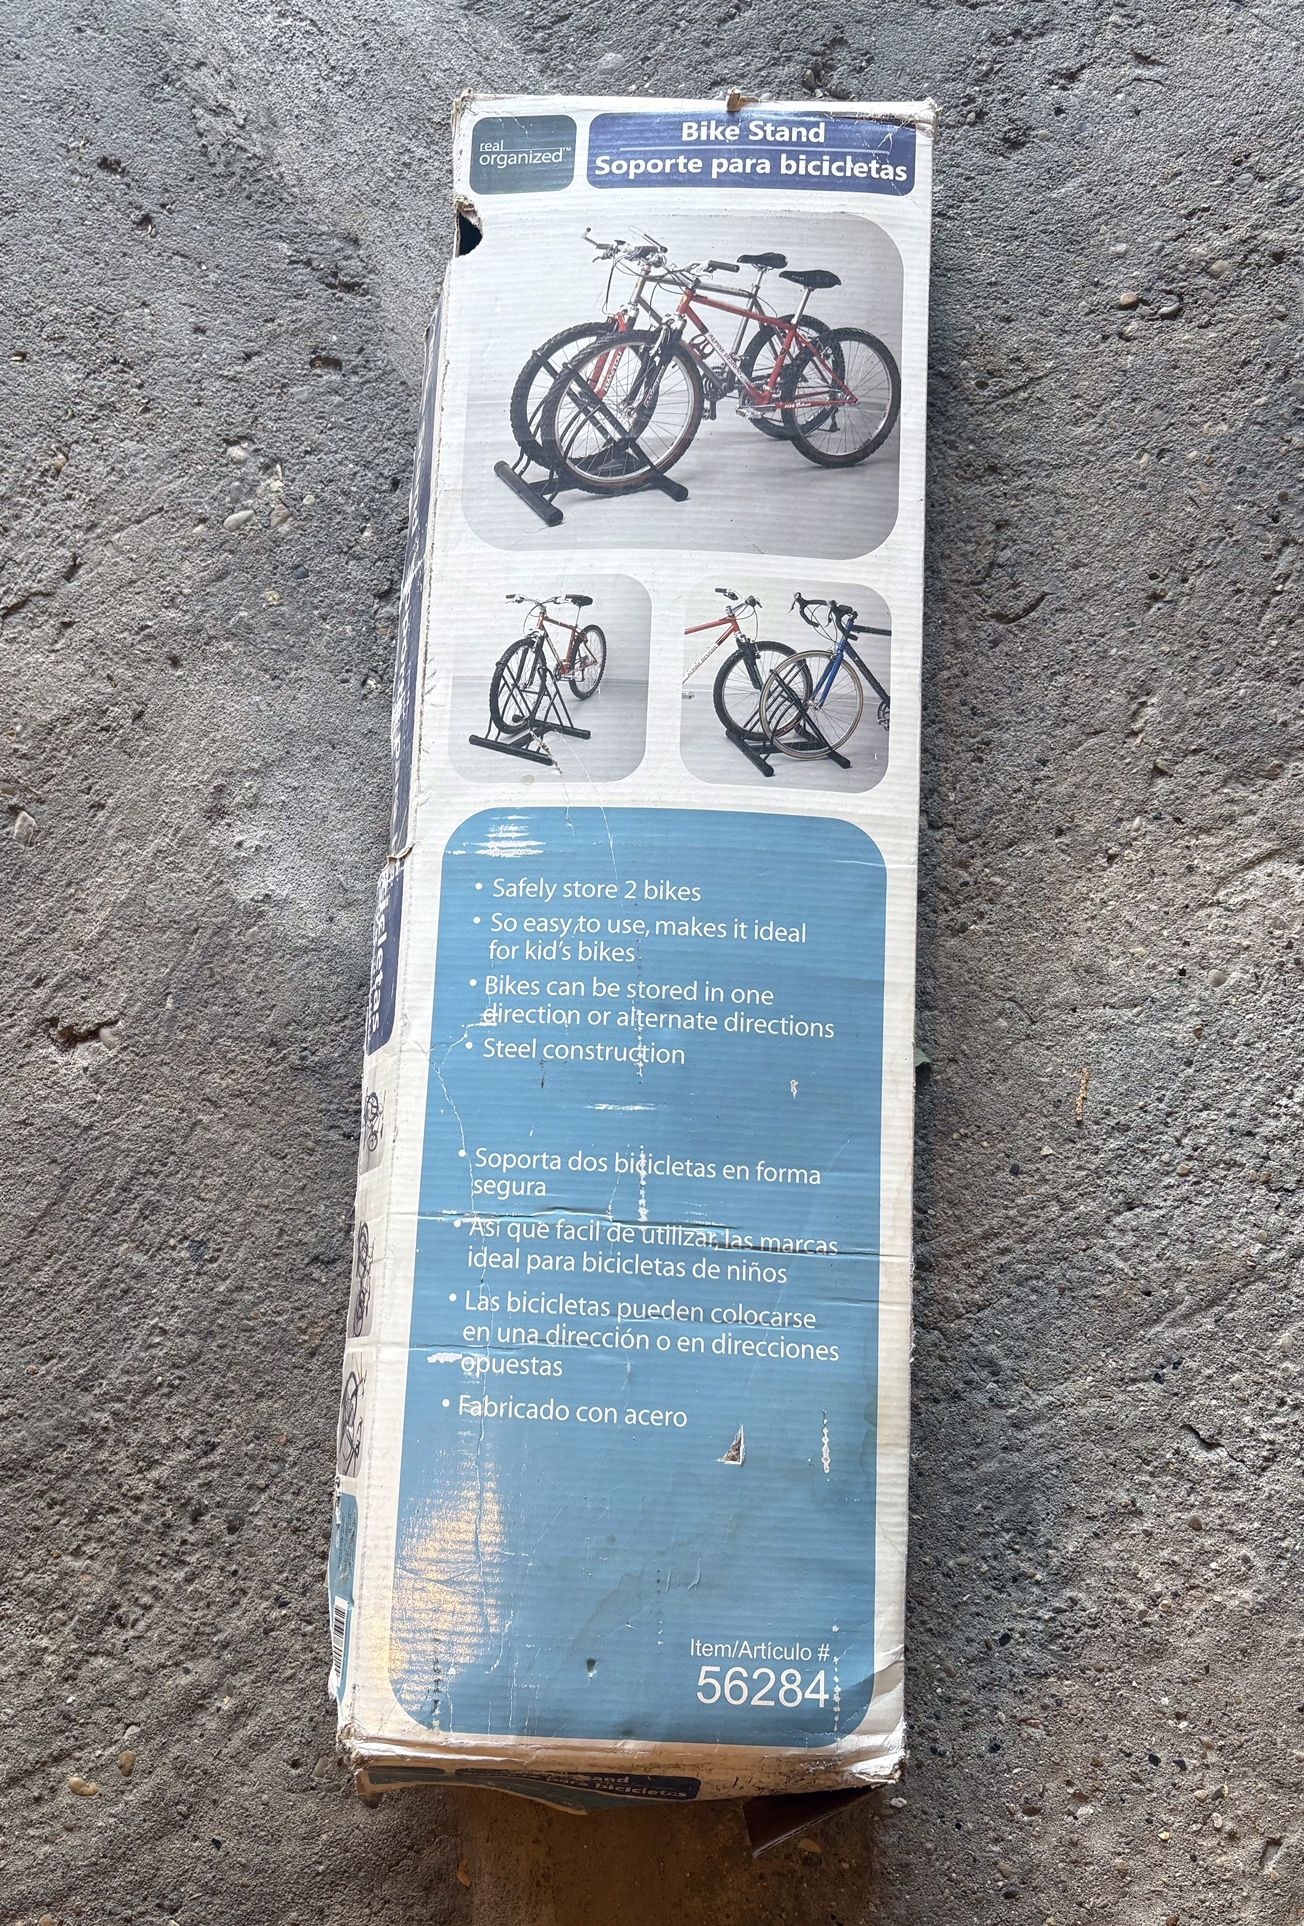 real
organized™
Bike Stand
Soporte para bicicletas
• Safely store 2 bikes
• So easy to use, makes it ideal
for kid's bikes
• Bikes can be stored in one
direction or alternate directions
• Steel construction
• Soporta dos bicicletas en forma
segura
• Así que facil de utilizar, las marcas
ideal para bicicletas de niños
• Las bicicletas pueden colocarse
en una dirección o en direcciones
opuestas
• Fabricado con acero
Item/Artículo #
56284
para bicicletas